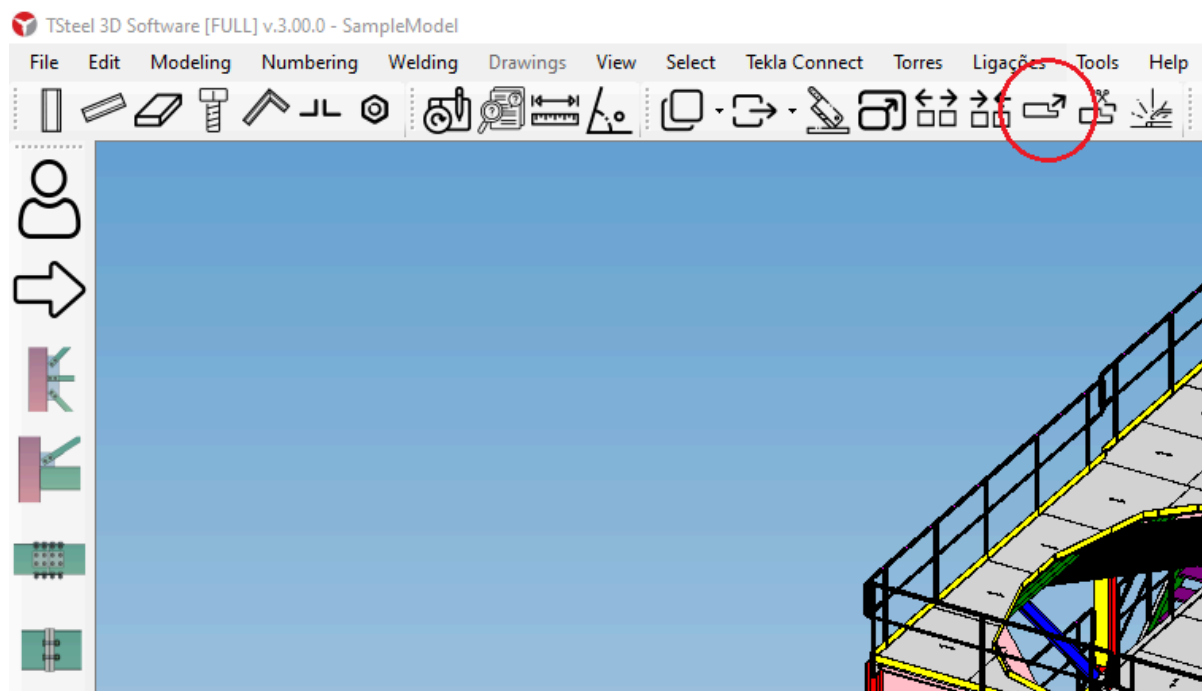 TSteel 3D Software [FULL] v.3.00.0 - SampleModel
File Edit Modeling Numbering Welding Drawings View Select Tekla Connect Torres Ligações Tools Help